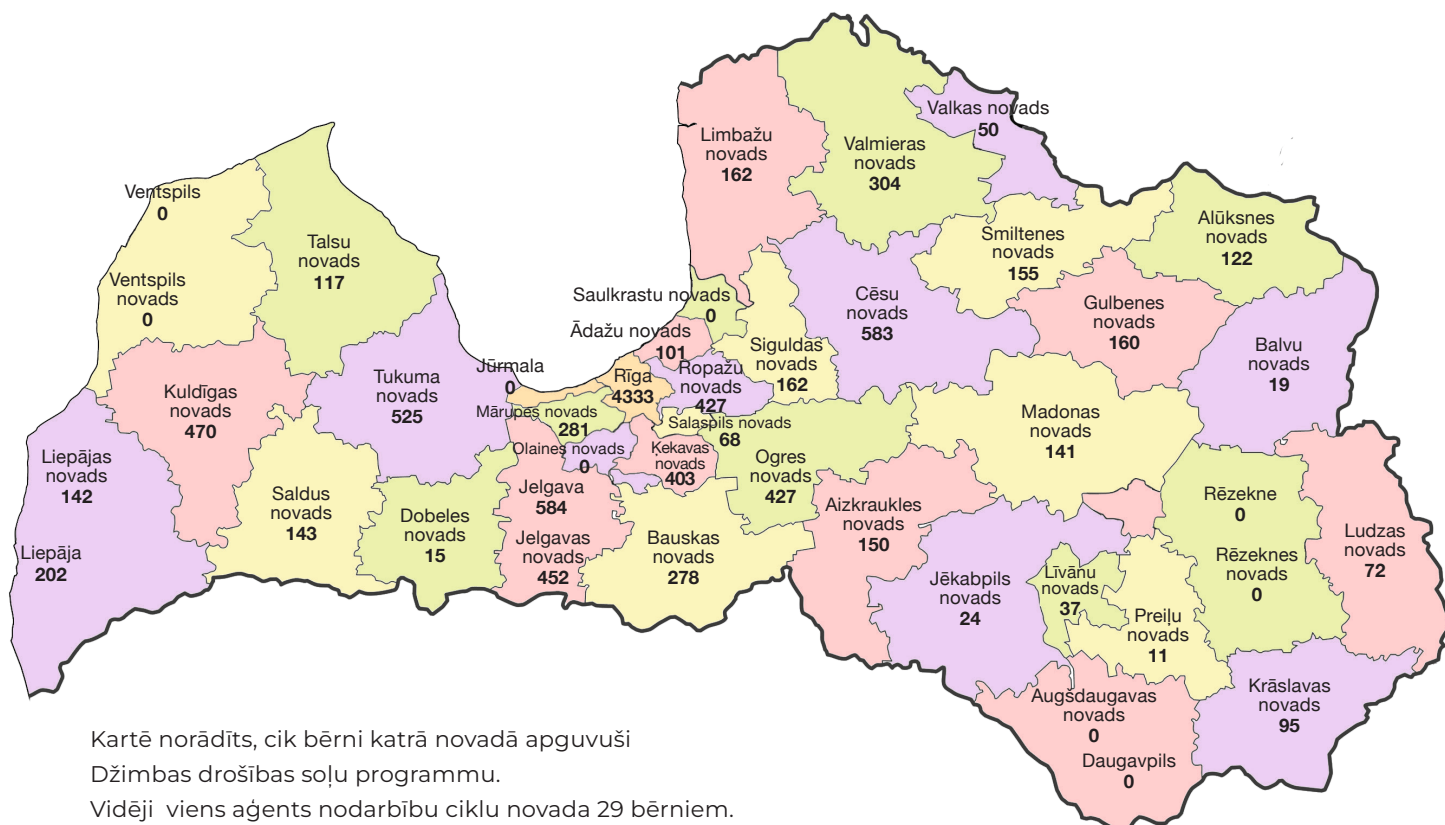 Ventspils
0
Ventspils
novads
0
Talsu
novads
117
Kuldīgas
novads
470
Tukuma
novads
525
Liepājas
novads
142
Liepāja
202
Saldus
novads
143
Dobeles
novads
15
Jūrmala
0
Mārupes novads
281
Olaines novads
0
Jelgava
584
Jelgavas
novads
452
Rīga
4333
Saulkrastu novads
0
Ādažu novads
101
Ropažu
novads
427
Salaspils novads
68
Ķekavas
novads
403
Bauskas
novads
278
Limbažu
novads
162
Valmieras
novads
304
Valkas novads
50
Siguldas
novads
162
Cēsu
novads
583
Smiltenes
novads
155
Alūksnes
novads
122
Gulbenes
novads
160
Balvu
novads
19
Ogres
novads
427
Madonas
novads
141
Aizkraukles
novads
150
Jēkabpils
novads
24
Līvānu
novads
37
Preiļu
novads
11
Rēzekne
0
Rēzeknes
novads
0
Ludzas
novads
72
Augšdaugavas
novads
0
Daugavpils
0
Krāslavas
novads
95
Kartē norādīts, cik bērni katrā novadā apguvuši
Džimbas drošības soļu programmu.
Vidēji viens aģents nodarbību ciklu novada 29 bērniem.